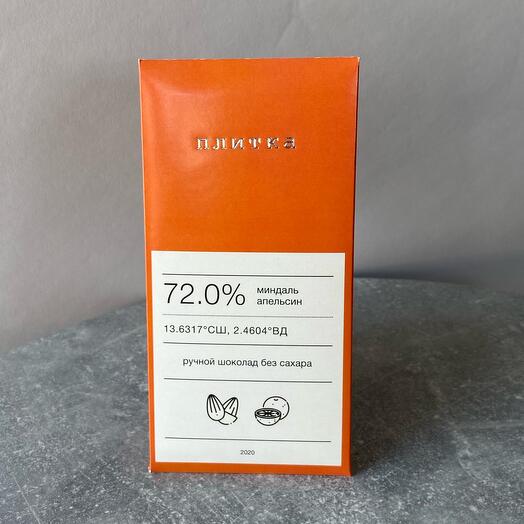 плитка
72.0% миндаль
апельсин
13.6317°СШ, 2.4604°ВД
ручной шоколад без сахара
2020